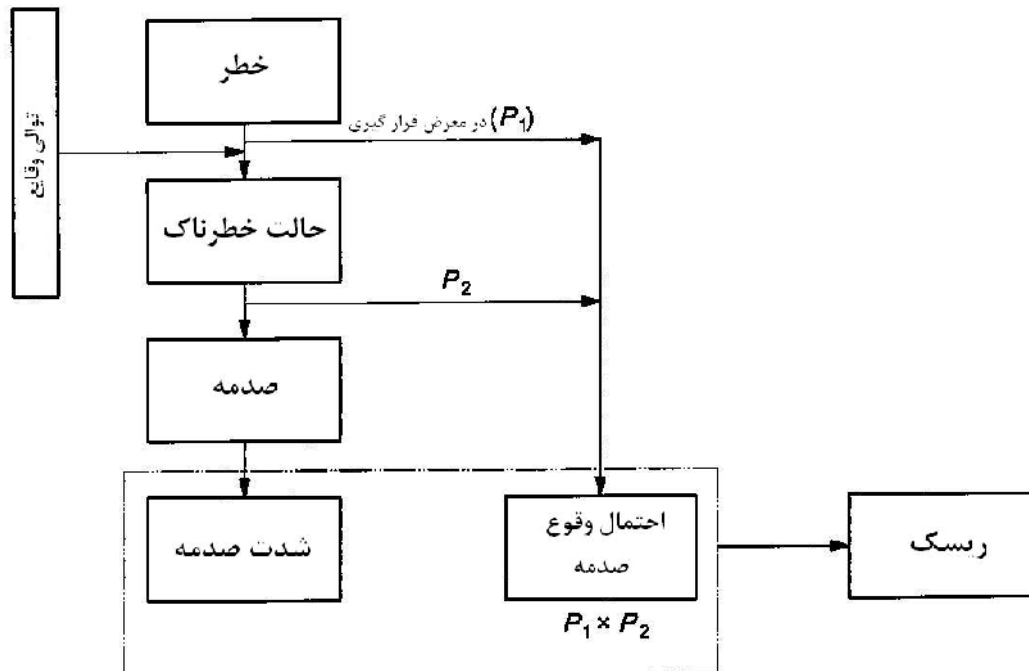 خطر
توالی وقایع
در معرض قرار گیری (P1)
حالت خطرناک
P2
صدمه
شدت صدمه
احتمال وقوع
صدمه
P1 × P2
ریسک